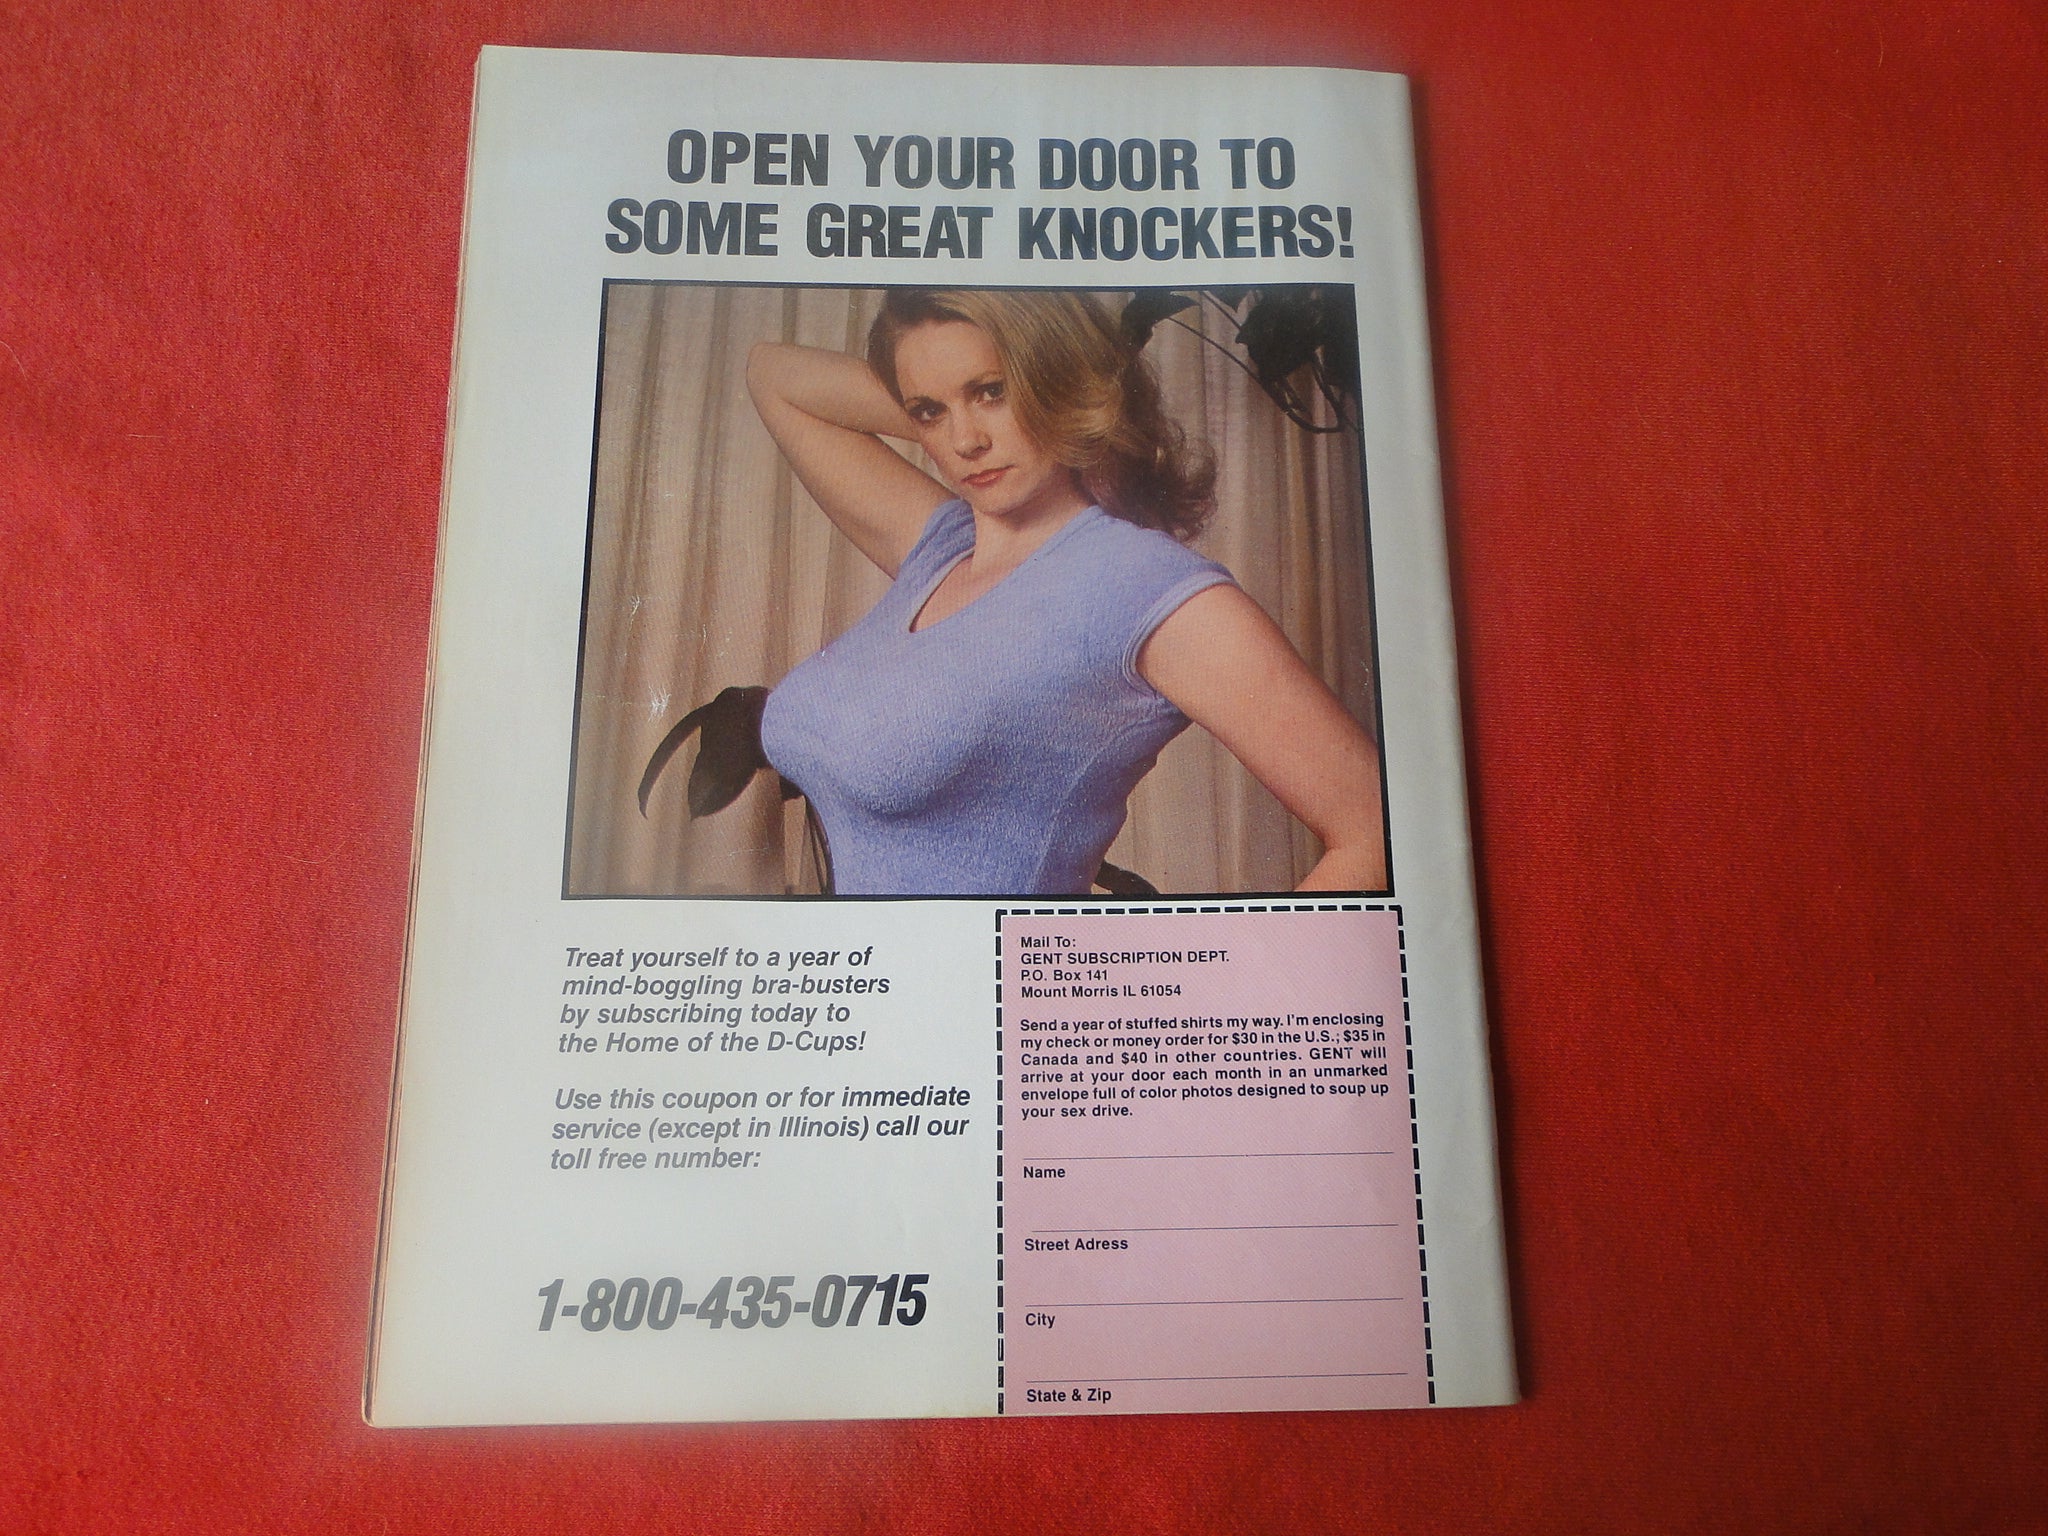 OPEN YOUR DOOR TO
SOME GREAT KNOCKERS!
Treat yourself to a year of
mind-boggling bra-busters
by subscribing today to
the Home of the D-Cups!
Use this coupon or for immediate
service (except in Illinois) call our
toll free number:
1-800-435-0715
Mail To:
GENT SUBSCRIPTION DEPT.
P.O. Box 141
Mount Morris IL 61054
Send a year of stuffed shirts my way. I'm enclosing
my check or money order for $30 in the U.S.; $35 in
Canada and $40 in other countries. GENT will
arrive at your door each month in an unmarked
envelope full of color photos designed to soup up
your sex drive.
Name
Street Adress
City
State & Zip